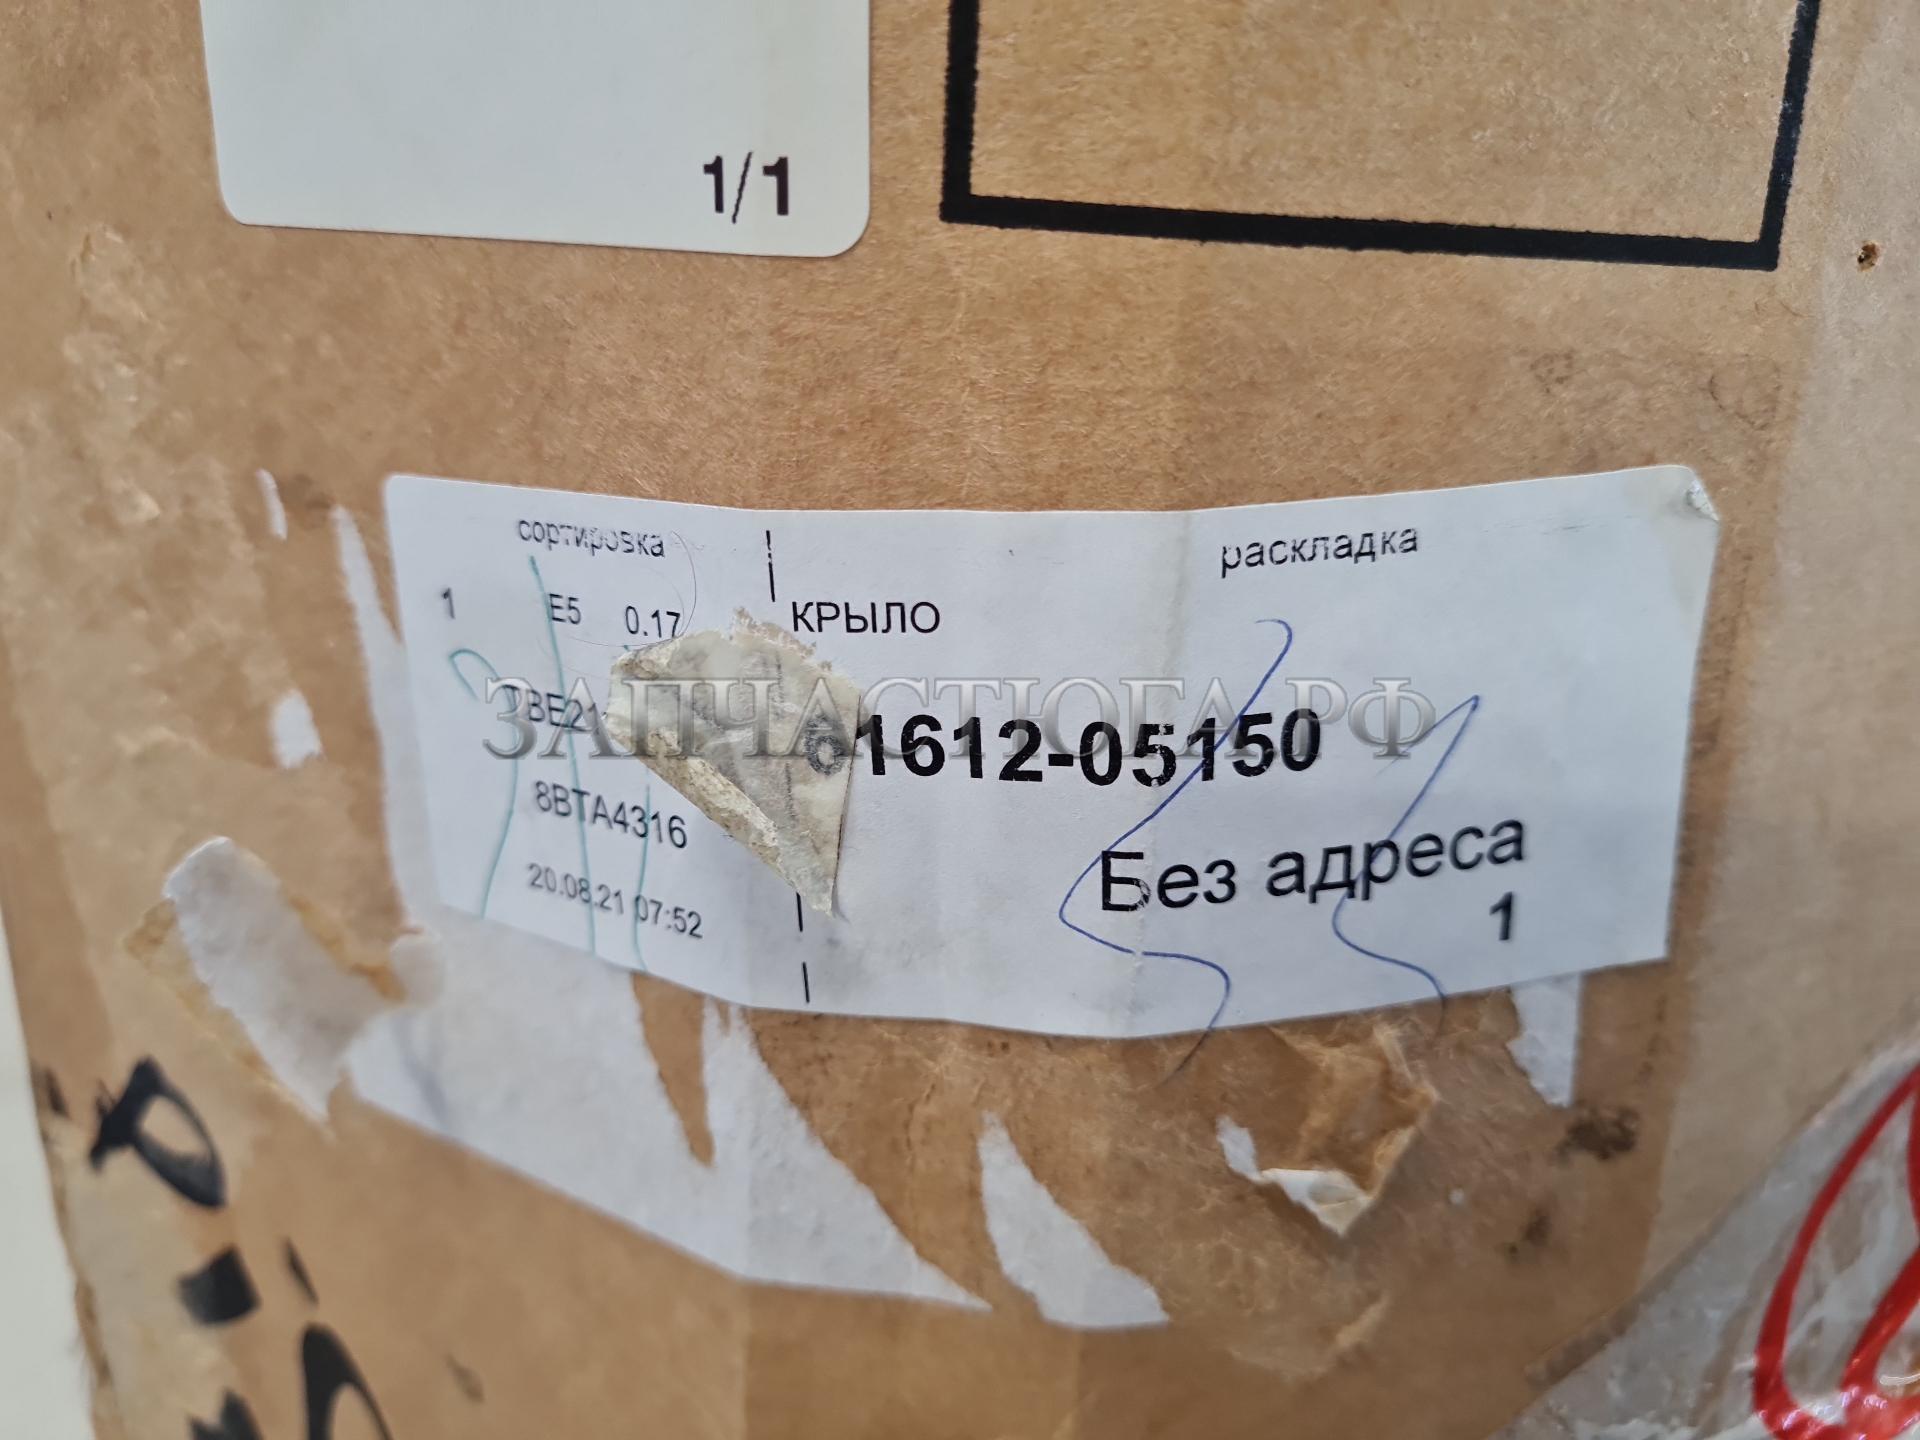 1/1
сортировка
раскладка
1 E5 0.17
КРЫЛО
ЗАПЧАСТЮГА.РФ
61612-05150
8BTA4316
Без адреса
20.08.21 07:52
1